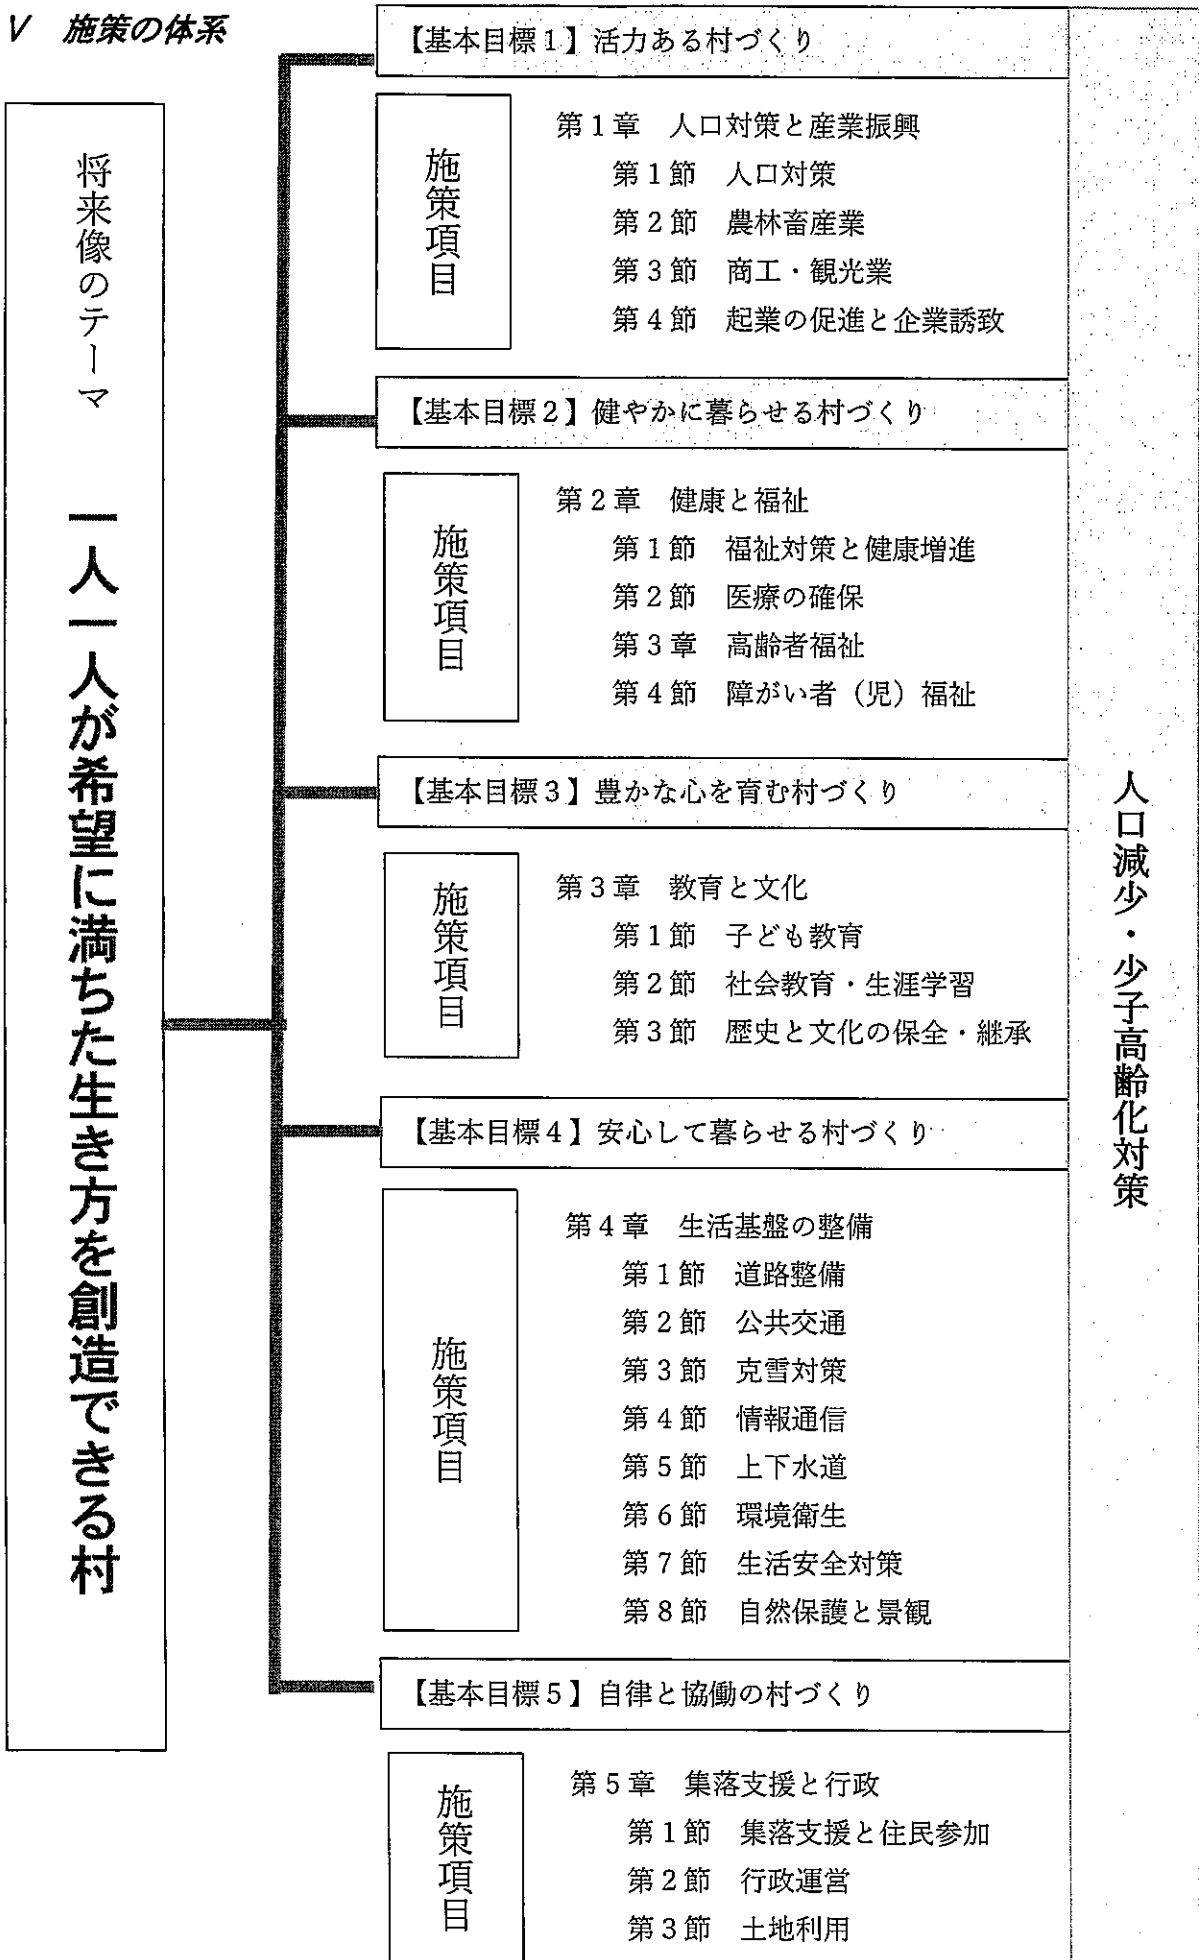 Ⅴ 施策の体系
将来像のテーマ 一人一人が希望に満ちた生き方を創造できる村
【基本目標1】活力ある村づくり
施策項目
第1章 人口対策と産業振興
第1節 人口対策
第2節 農林畜産業
第3節 商工・観光業
第4節 起業の促進と企業誘致
【基本目標2】健やかに暮らせる村づくり
施策項目
第2章 健康と福祉
第1節 福祉対策と健康増進
第2節 医療の確保
第3章 高齢者福祉
第4節 障がい者（児）福祉
【基本目標3】豊かな心を育む村づくり
施策項目
第3章 教育と文化
第1節 子ども教育
第2節 社会教育・生涯学習
第3節 歴史と文化の保全・継承
【基本目標4】安心して暮らせる村づくり
施策項目
第4章 生活基盤の整備
第1節 道路整備
第2節 公共交通
第3節 克雪対策
第4節 情報通信
第5節 上下水道
第6節 環境衛生
第7節 生活安全対策
第8節 自然保護と景観
【基本目標5】自律と協働の村づくり
施策項目
第5章 集落支援と行政
第1節 集落支援と住民参加
第2節 行政運営
第3節 土地利用
人口減少・少子高齢化対策